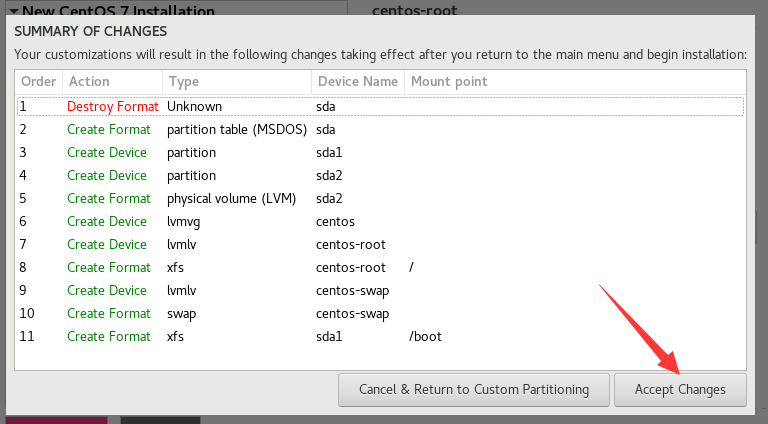 New CentOS 7 Installation
centos-root
SUMMARY OF CHANGES
Your customizations will result in the following changes taking effect after you return to the main menu and begin installation:
Order Action Type Device Name Mount point
1 Destroy Format Unknown sda
2 Create Format partition table (MSDOS) sda
3 Create Device partition sda1
4 Create Device partition sda2
5 Create Format physical volume (LVM) sda2
6 Create Device lvmvg centos
7 Create Device lvmlv centos-root
8 Create Format xfs centos-root /
9 Create Device lvmlv centos-swap
10 Create Format swap centos-swap
11 Create Format xfs sda1 /boot
Cancel & Return to Custom Partitioning Accept Changes